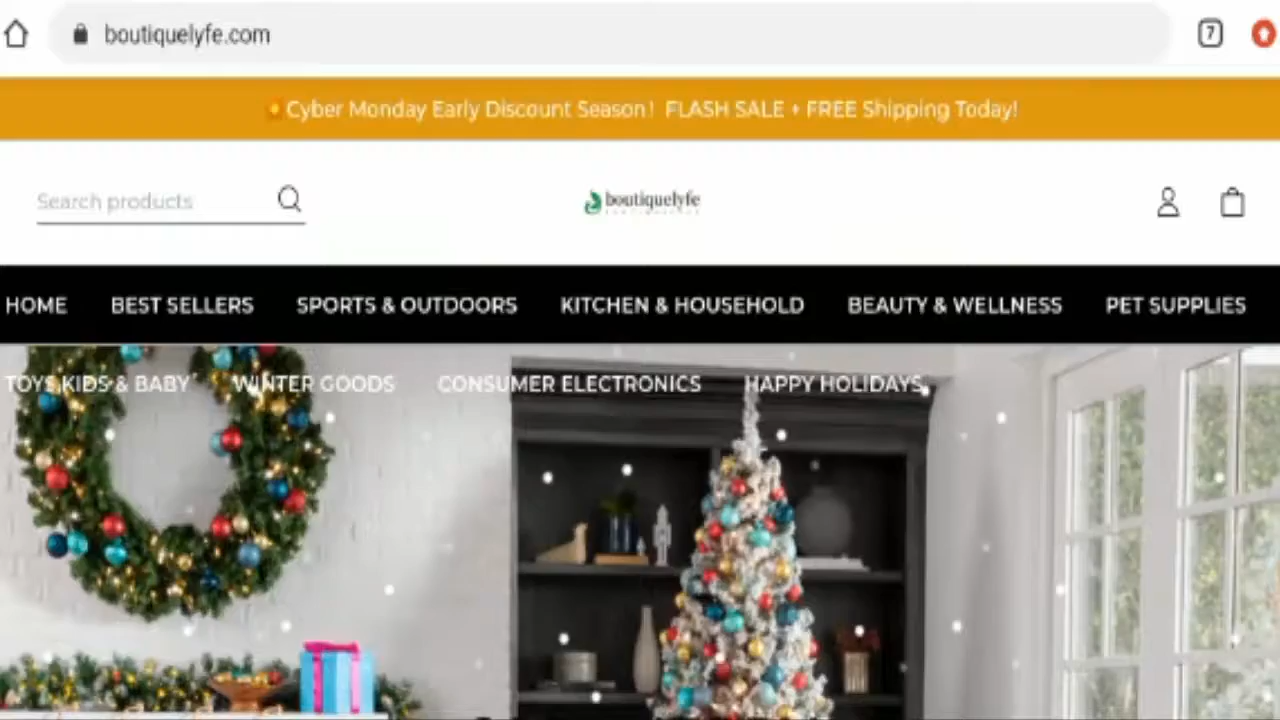 boutiquelyfe.com
7
Cyber Monday Early Discount Season! FLASH SALE + FREE Shipping Today!
Search products
boutiquelyfe
HOME BEST SELLERS SPORTS & OUTDOORS KITCHEN & HOUSEHOLD BEAUTY & WELLNESS PET SUPPLIES
TOYS,KIDS & BABY WINTER GOODS CONSUMER ELECTRONICS HAPPY HOLIDAYS